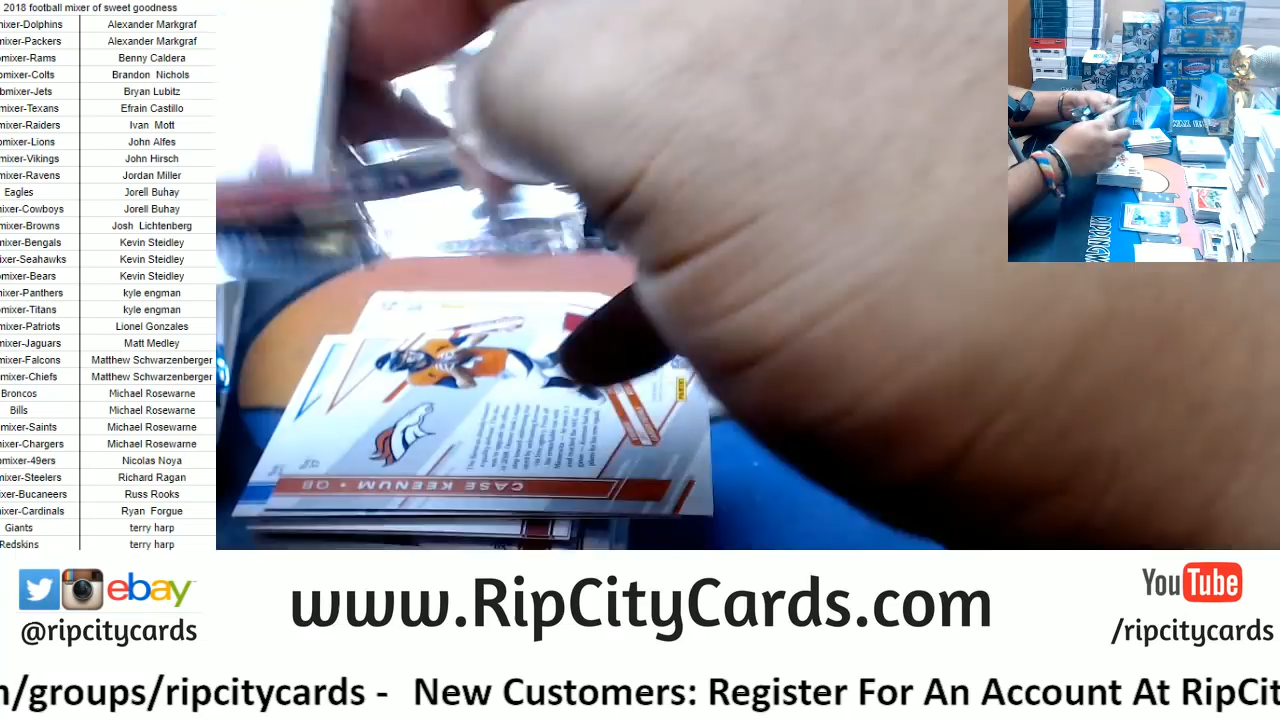 2018 football mixer of sweet goodness
mixer-Dolphins Alexander Markgraf
mixer-Packers Alexander Markgraf
mixer-Rams Benny Caldera
mixer-Colts Brandon Nichols
bmixer-Jets Bryan Lubitz
mixer-Texans Efrain Castillo
mixer-Raiders Ivan Mott
mixer-Lions John Alfes
mixer-Vikings John Hirsch
mixer-Ravens Jordan Miller
Eagles Jorell Buhay
mixer-Cowboys Jorell Buhay
mixer-Browns Josh Lichtenberg
mixer-Bengals Kevin Steidley
mixer-Seahawks Kevin Steidley
mixer-Bears Kevin Steidley
mixer-Panthers kyle engman
mixer-Titans kyle engman
mixer-Patriots Lionel Gonzales
mixer-Jaguars Matt Medley
mixer-Falcons Matthew Schwarzenberger
mixer-Chiefs Matthew Schwarzenberger
Broncos Michael Rosewarne
Bills Michael Rosewarne
mixer-Saints Michael Rosewarne
mixer-Chargers Michael Rosewarne
mixer-49ers Nicolas Noya
mixer-Steelers Richard Ragan
ixer-Bucaneers Russ Rooks
mixer-Cardinals Ryan Forgue
Giants terry harp
Redskins terry harp
CASE KEENUM • QB
PANINI
ebay
@ripcitycards
www.RipCityCards.com
YouTube
/ripcitycards
m/groups/ripcitycards - New Customers: Register For An Account At RipCit